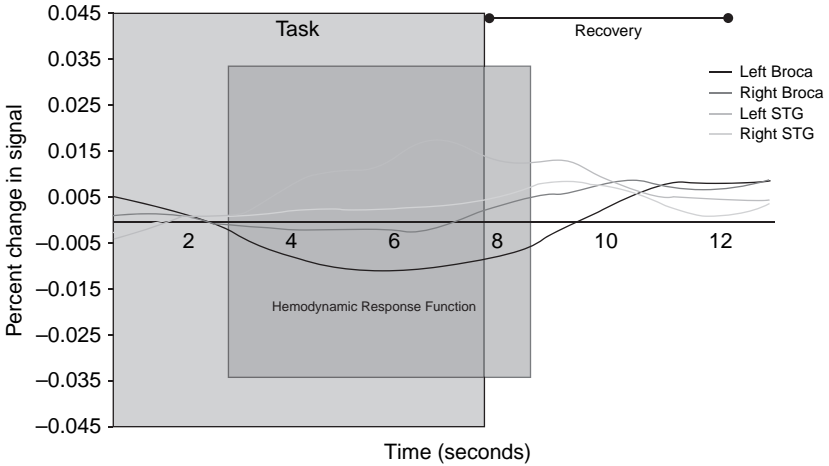 0.045
0.035
0.025
0.015
0.005
–0.005
–0.015
–0.025
–0.035
–0.045
Percent change in signal
Task
Recovery
Left Broca
Right Broca
Left STG
Right STG
2 4 6 8 10 12
Hemodynamic Response Function
Time (seconds)